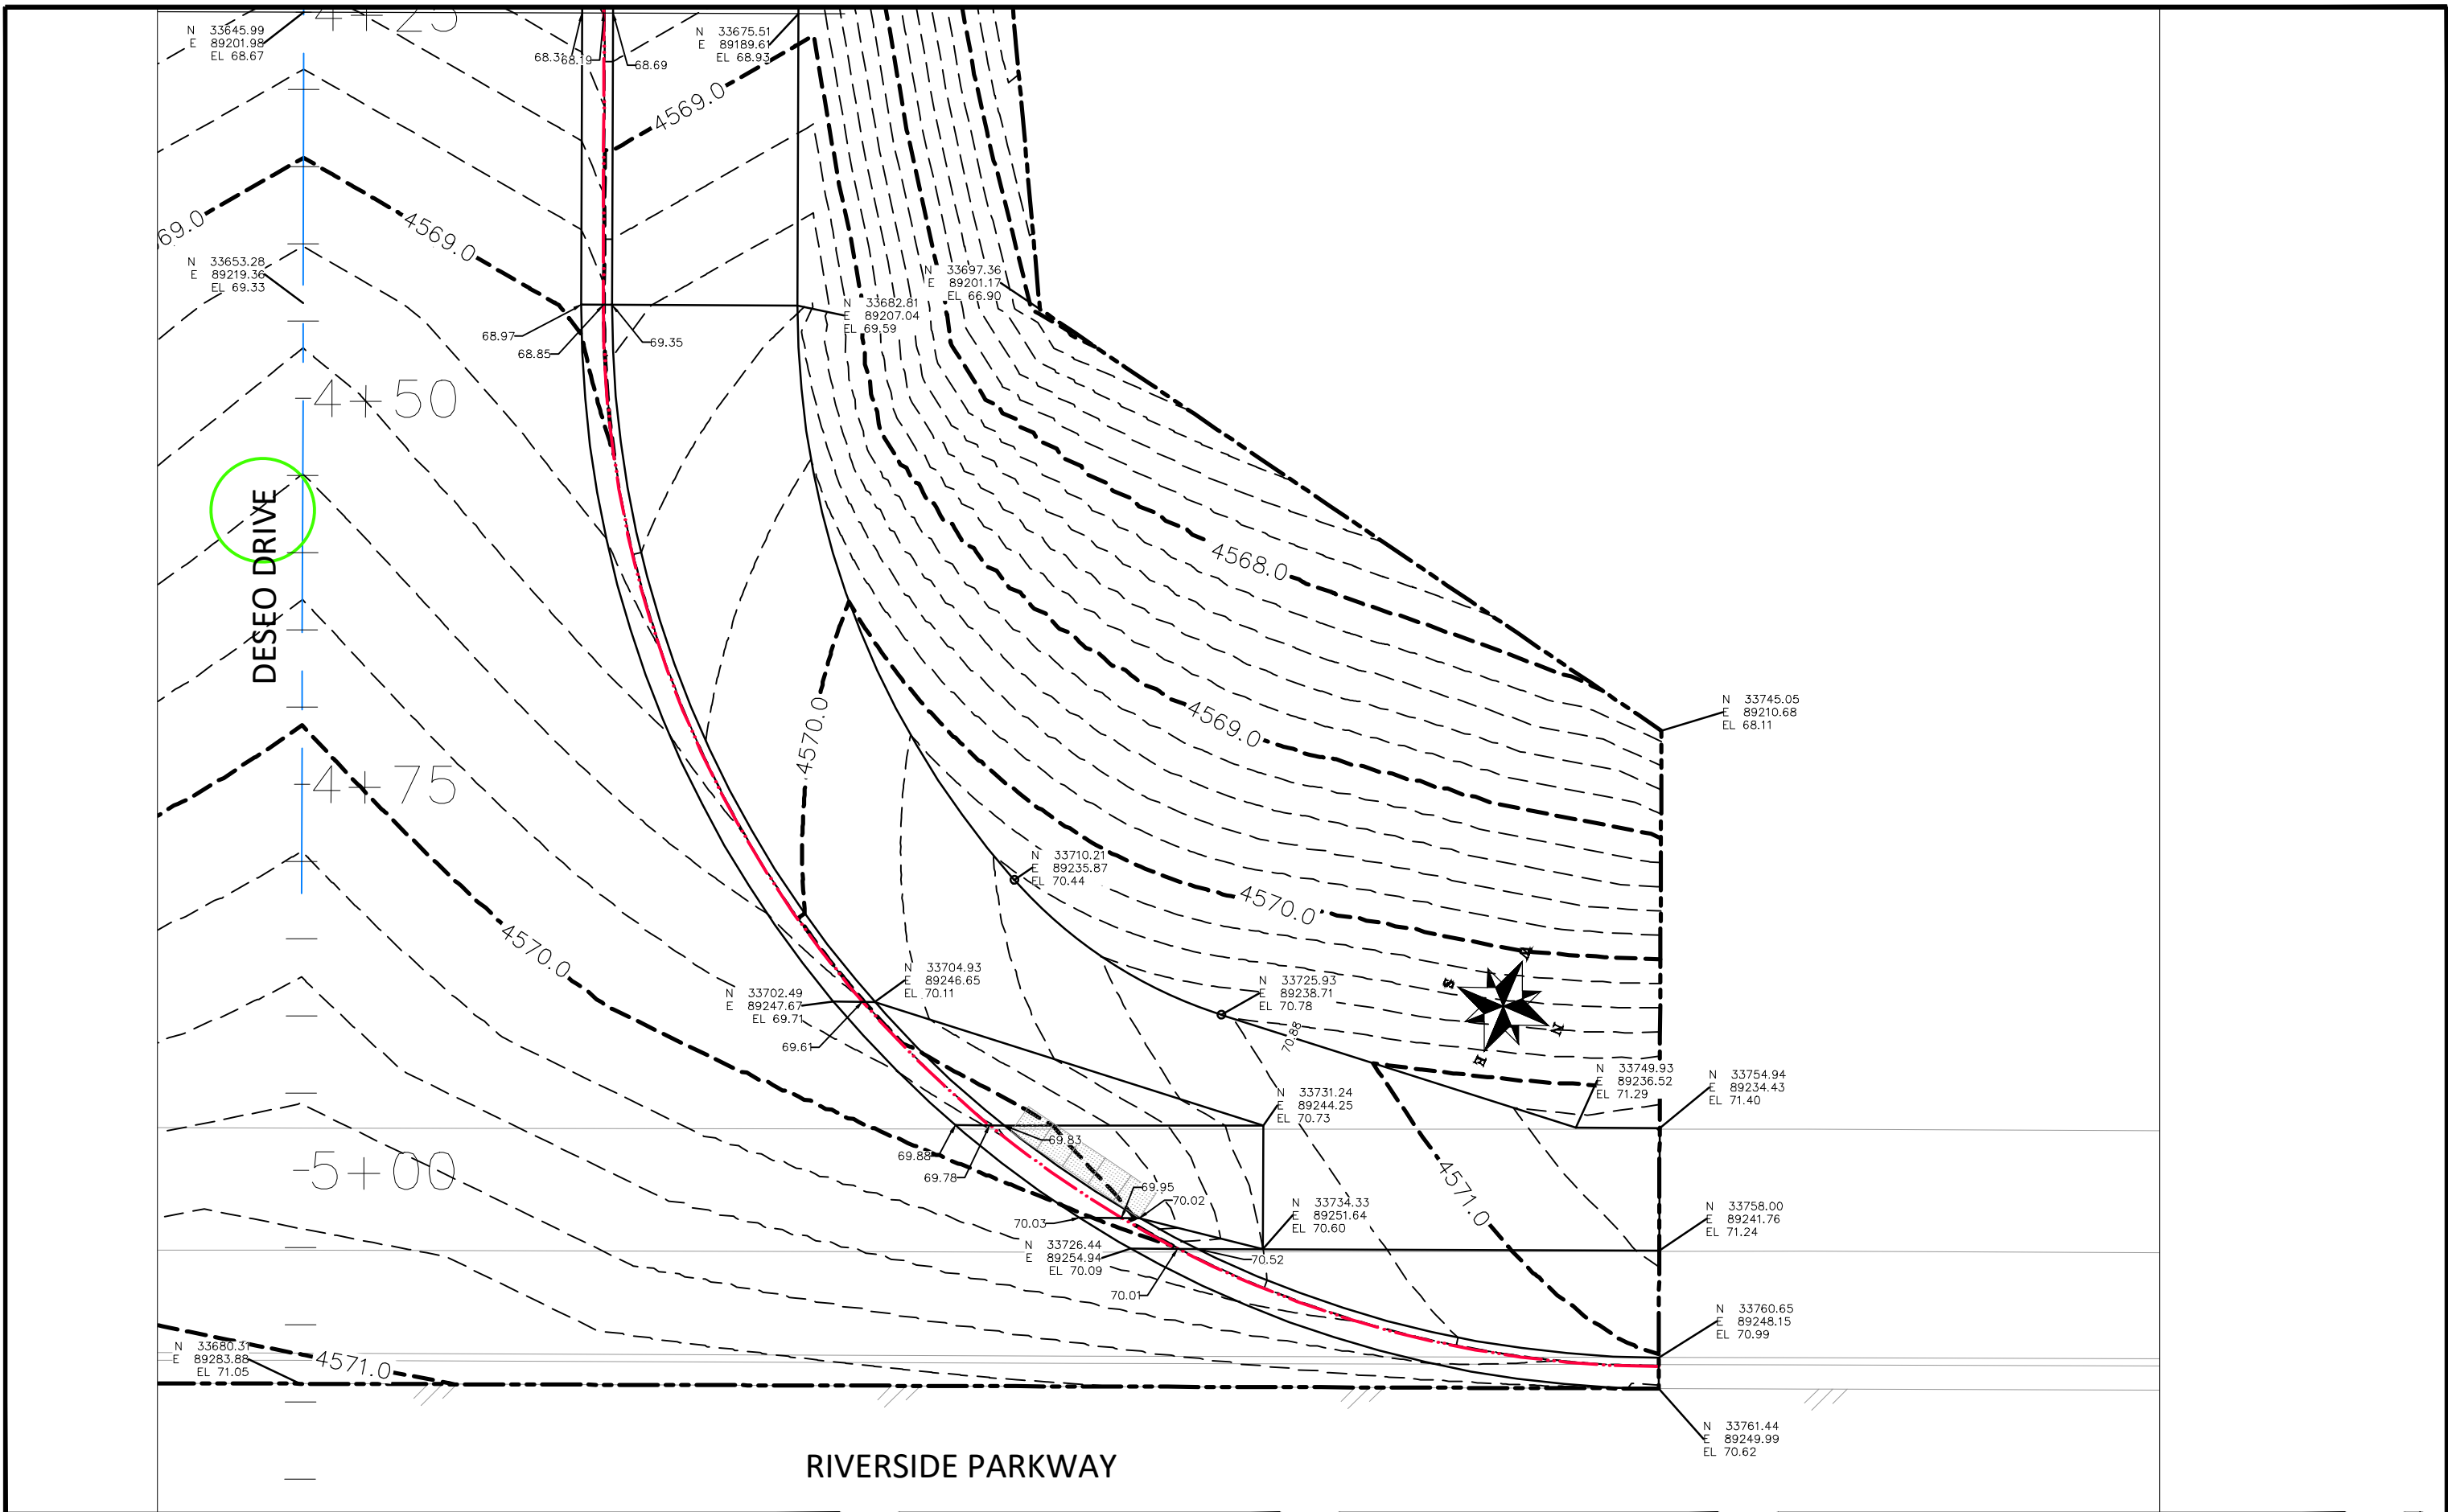 4+25
N 33645.99
E 89201.98
EL 68.67
68.31
68.19
68.69
N 33675.51
E 89189.61
EL 68.93
4569.0
69.0
4569.0
N 33653.28
E 89219.36
EL 69.33
N 33697.36
E 89201.17
EL 66.90
N 33682.81
E 89207.04
EL 69.59
68.97
68.85
69.35
4+50
DESEO DRIVE
4568.0
4570.0
4569.0
N 33745.05
E 89210.68
EL 68.11
4+75
N 33710.21
E 89235.87
EL 70.44
4570.0
4570.0
N 33704.93
E 89246.65
EL 70.11
N 33702.49
E 89247.67
EL 69.71
69.61
N 33725.93
E 89238.71
EL 70.78
70.88
S
W
N
E
N 33749.93
E 89236.52
EL 71.29
N 33754.94
E 89234.43
EL 71.40
N 33731.24
E 89244.25
EL 70.73
69.83
69.88
69.78
5+00
4571.0
69.95
70.02
70.03
N 33734.33
E 89251.64
EL 70.60
N 33758.00
E 89241.76
EL 71.24
N 33726.44
E 89254.94
EL 70.09
70.52
70.01
N 33760.65
E 89248.15
EL 70.99
N 33680.31
E 89283.88
EL 71.05
4571.0
N 33761.44
E 89249.99
EL 70.62
RIVERSIDE PARKWAY